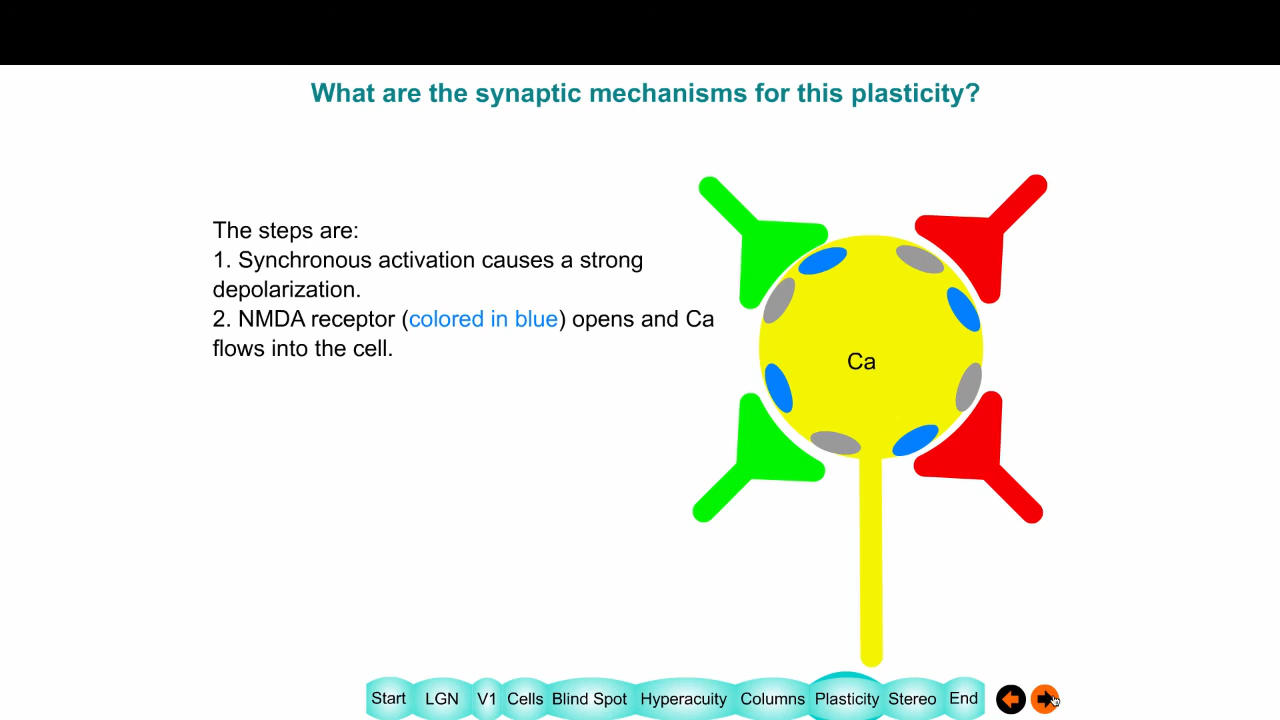 What are the synaptic mechanisms for this plasticity?
The steps are:
1. Synchronous activation causes a strong
depolarization.
2. NMDA receptor (colored in blue) opens and Ca
flows into the cell.
Ca
Start LGN V1 Cells Blind Spot Hyperacuity Columns Plasticity Stereo End